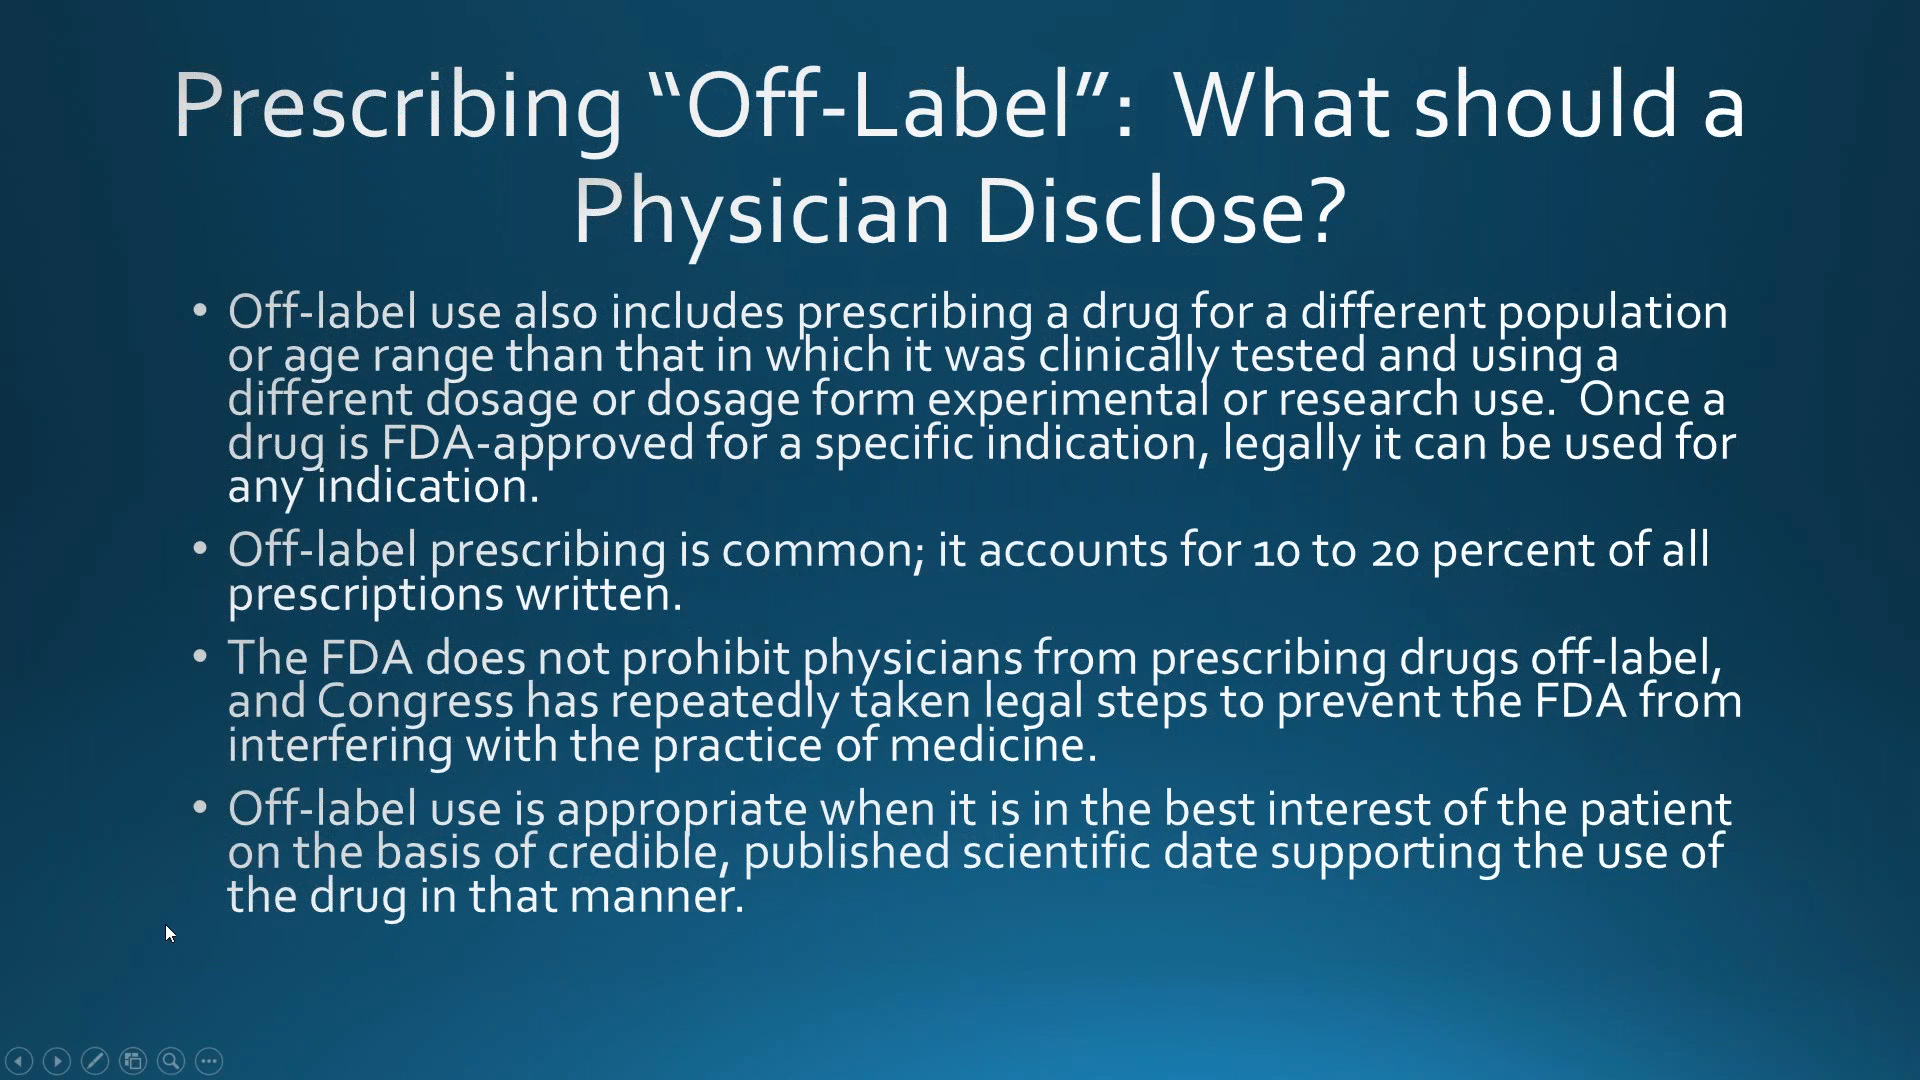 Prescribing “Off-Label”:  What should a
Physician Disclose?
• Off-label use also includes prescribing a drug for a different population
or age range than that in which it was clinically tested and using a
different dosage or dosage form experimental or research use.  Once a
drug is FDA-approved for a specific indication, legally it can be used for
any indication.
• Off-label prescribing is common; it accounts for 10 to 20 percent of all
prescriptions written.
• The FDA does not prohibit physicians from prescribing drugs off-label,
and Congress has repeatedly taken legal steps to prevent the FDA from
interfering with the practice of medicine.
• Off-label use is appropriate when it is in the best interest of the patient
on the basis of credible, published scientific date supporting the use of
the drug in that manner.